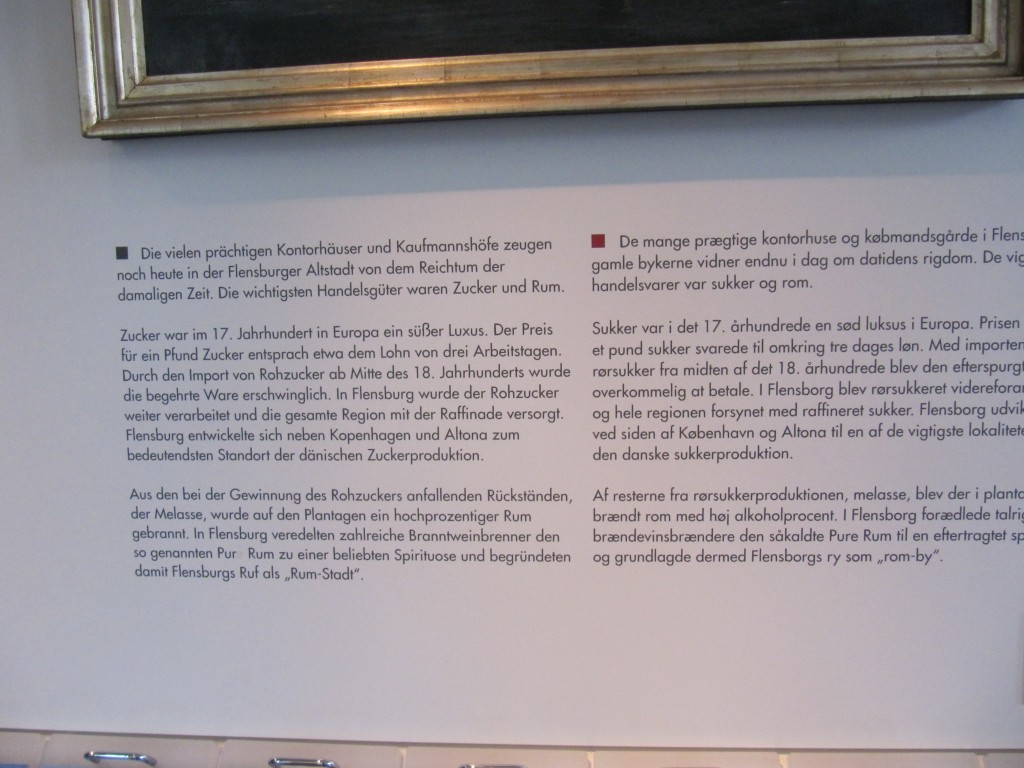 Die vielen prächtigen Kontorhäuser und Kaufmannshöfe zeugen
noch heute in der Flensburger Altstadt von dem Reichtum der
damaligen Zeit. Die wichtigsten Handelsgüter waren Zucker und Rum.
Zucker war im 17. Jahrhundert in Europa ein süßer Luxus. Der Preis
für ein Pfund Zucker entsprach etwa dem Lohn von drei Arbeitstagen.
Durch den Import von Rohzucker ab Mitte des 18. Jahrhunderts wurde
die begehrte Ware erschwinglich. In Flensburg wurde der Rohzucker
weiter verarbeitet und die gesamte Region mit der Raffinade versorgt.
Flensburg entwickelte sich neben Kopenhagen und Altona zum
bedeutendsten Standort der dänischen Zuckerproduktion.
Aus den bei der Gewinnung des Rohzuckers anfallenden Rückständen,
der Melasse, wurde auf den Plantagen ein hochprozentiger Rum
gebrannt. In Flensburg veredelten zahlreiche Branntweinbrenner den
so genannten Pur Rum zu einer beliebten Spirituose und begründeten
damit Flensburgs Ruf als „Rum-Stadt“.
De mange prægtige kontorhuse og købmandsgårde i Flens
gamle bykerne vidner endnu i dag om datidens rigdom. De vig
handelsvarer var sukker og rom.
Sukker var i det 17. århundrede en sød luksus i Europa. Prisen
et pund sukker svarede til omkring tre dages løn. Med importen
rørsukker fra midten af det 18. århundrede blev den efterspurgt
overkommelig at betale. I Flensborg blev rørsukkeret videreforar
og hele regionen forsynet med raffineret sukker. Flensborg udvik
ved siden af København og Altona til en af de vigtigste lokalitete
den danske sukkerproduktion.
Af resterne fra rørsukkerproduktionen, melasse, blev der i planta
brændt rom med høj alkoholprocent. I Flensborg forædlede talrig
brændevinsbrændere den såkaldte Pure Rum til en eftertragtet sp
og grundlagde dermed Flensborgs ry som „rom-by“.